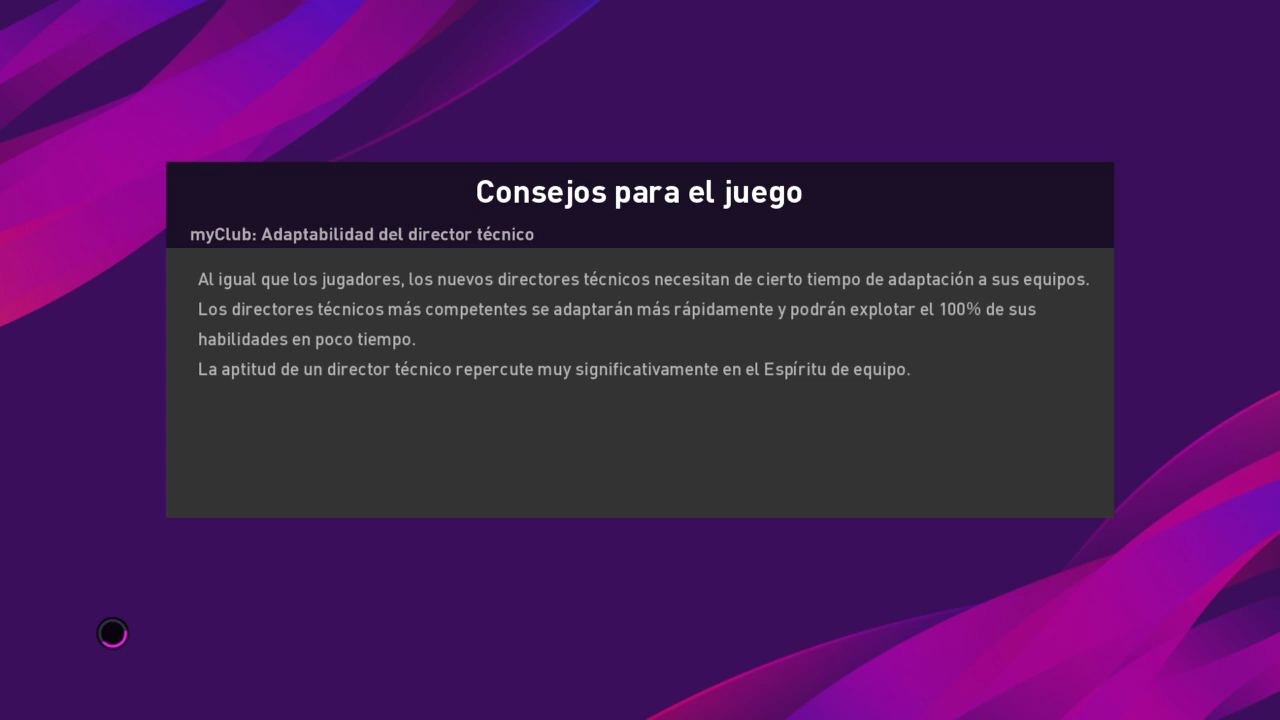 Consejos para el juego
myClub: Adaptabilidad del director técnico
Al igual que los jugadores, los nuevos directores técnicos necesitan de cierto tiempo de adaptación a sus equipos.
Los directores técnicos más competentes se adaptarán más rápidamente y podrán explotar el 100% de sus
habilidades en poco tiempo.
La aptitud de un director técnico repercute muy significativamente en el Espíritu de equipo.